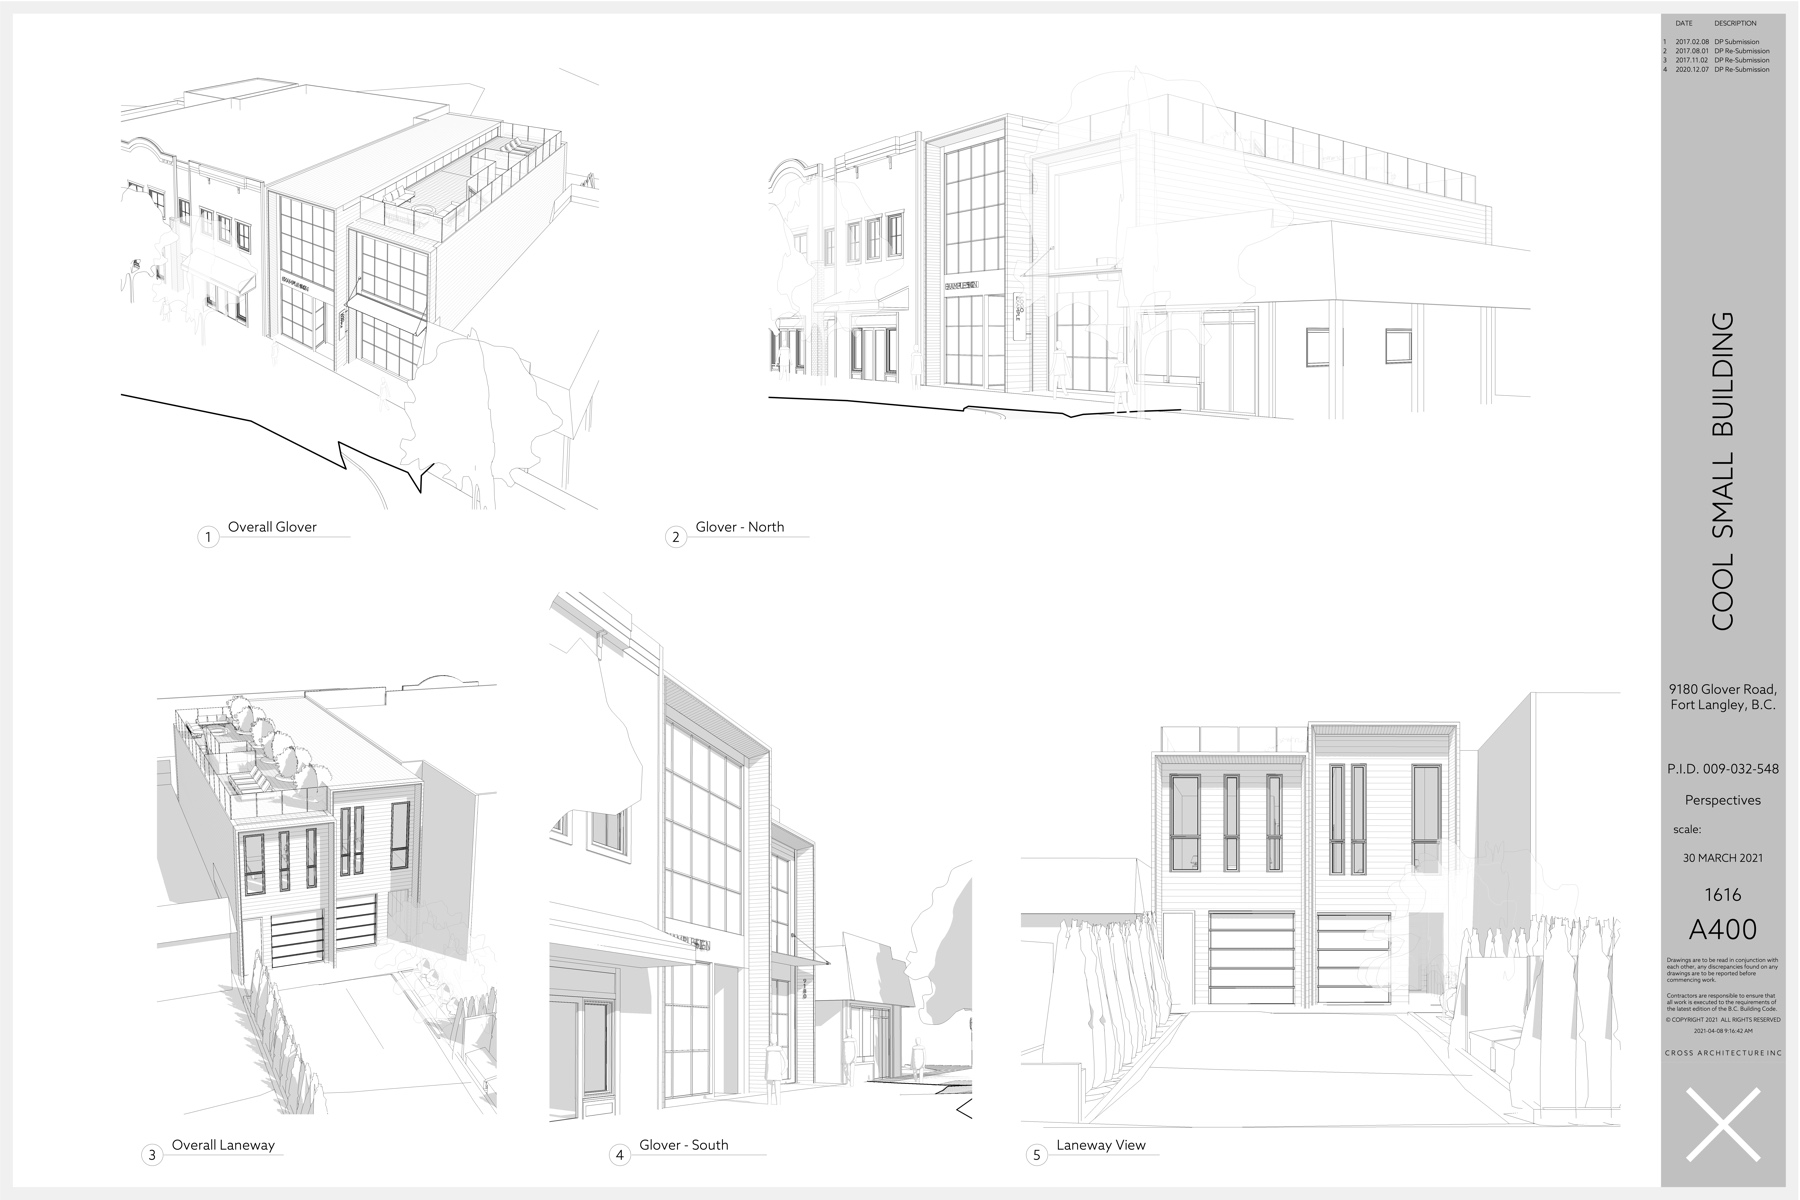 DATE DESCRIPTION
1 2017.02.08 DP Submission
2 2017.08.01 DP Re-Submission
3 2017.11.02 DP Re-Submission
4 2020.12.07 DP Re-Submission
1 Overall Glover
2 Glover - North
3 Overall Laneway
4 Glover - South
5 Laneway View
COOL SMALL BUILDING
9180 Glover Road,
Fort Langley, B.C.
P.I.D. 009-032-548
Perspectives
scale:
30 MARCH 2021
1616
A400
Drawings are to be read in conjunction with
each other, any discrepancies found on any
drawings are to be reported before
commencing work.
Contractors are responsible to ensure that
all work is executed to the requirements of
the latest edition of the B.C. Building Code.
© COPYRIGHT 2021 ALL RIGHTS RESERVED
2021-04-08 9:16:42 AM
CROSS ARCHITECTURE INC